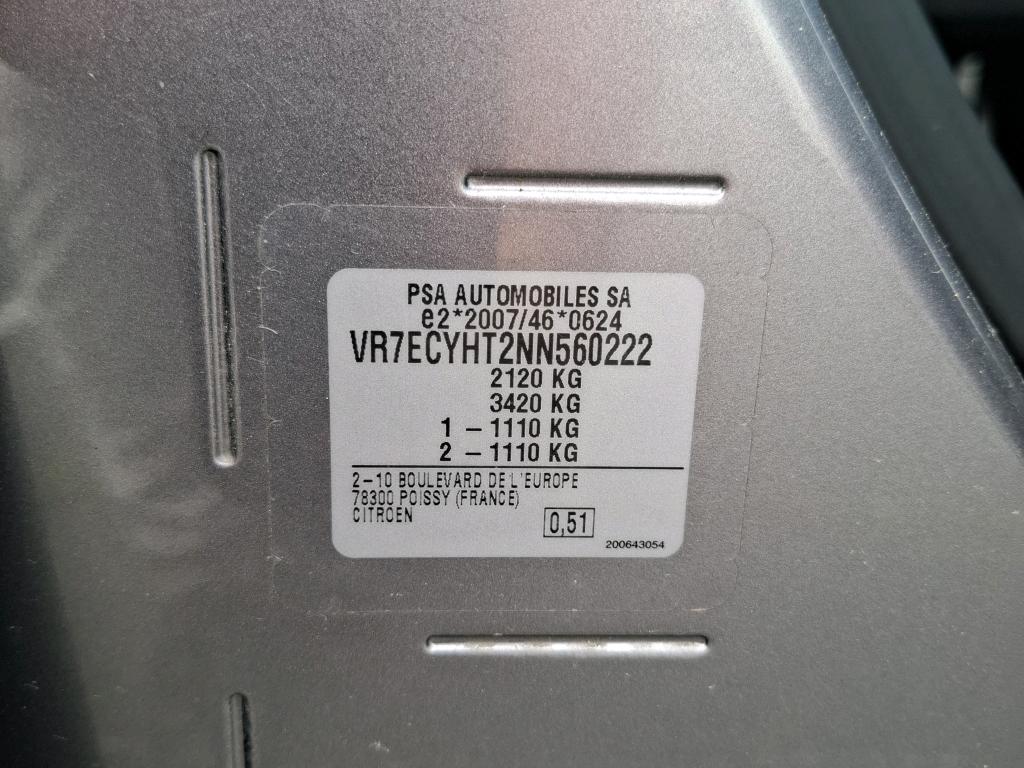 PSA AUTOMOBILES SA
e2*2007/46*0624
VR7ECYHT2NN560222
2120 KG
3420 KG
1 – 1110 KG
2 – 1110 KG
2–10 BOULEVARD DE L'EUROPE
78300 POISSY (FRANCE)
CITROEN
0,51
200643054